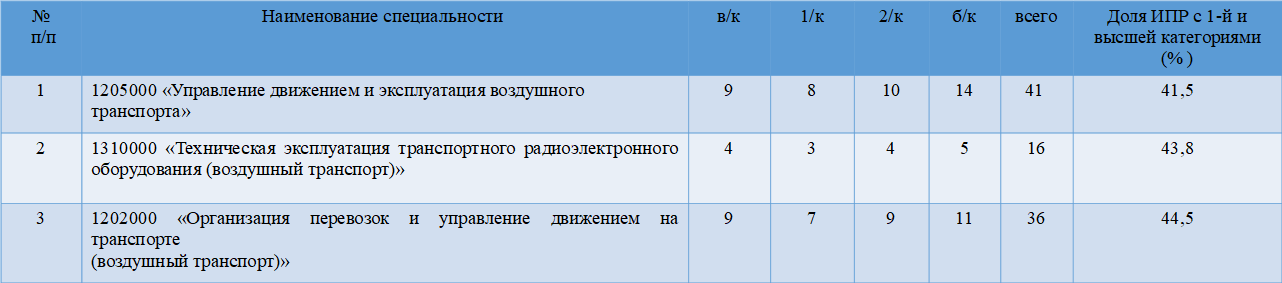 № Наименование специальности в/к 1/к 2/к б/к всего Доля ИПР с 1-й и
п/п высшей категориями
(% )
1 1205000 «Управление движением и эксплуатация воздушного 9 8 10 14 41 41,5
транспорта»
2 1310000 «Техническая эксплуатация транспортного радиоэлектронного 4 3 4 5 16 43,8
оборудования (воздушный транспорт)»
3 1202000 «Организация перевозок и управление движением на 9 7 9 11 36 44,5
транспорте
(воздушный транспорт)»